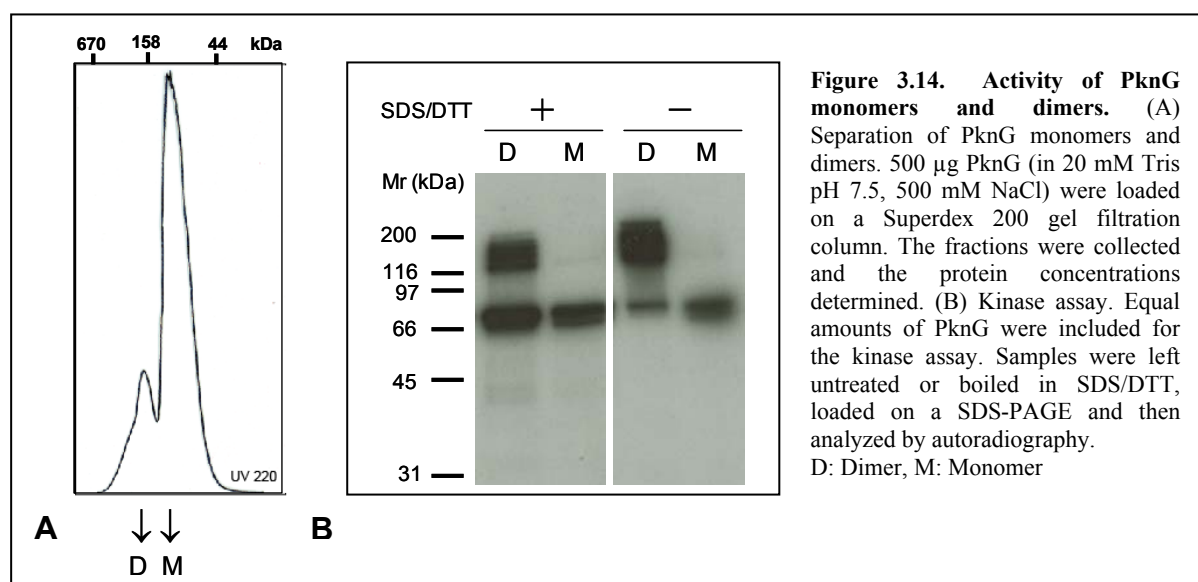 670 158 44 kDa
UV 220
A
D M
SDS/DTT + −
D M D M
Mr (kDa)
200
116
97
66
45
31
B
Figure 3.14. Activity of PknG
monomers and dimers. (A)
Separation of PknG monomers and
dimers. 500 µg PknG (in 20 mM Tris
pH 7.5, 500 mM NaCl) were loaded
on a Superdex 200 gel filtration
column. The fractions were collected
and the protein concentrations
determined. (B) Kinase assay. Equal
amounts of PknG were included for
the kinase assay. Samples were left
untreated or boiled in SDS/DTT,
loaded on a SDS-PAGE and then
analyzed by autoradiography.
D: Dimer, M: Monomer